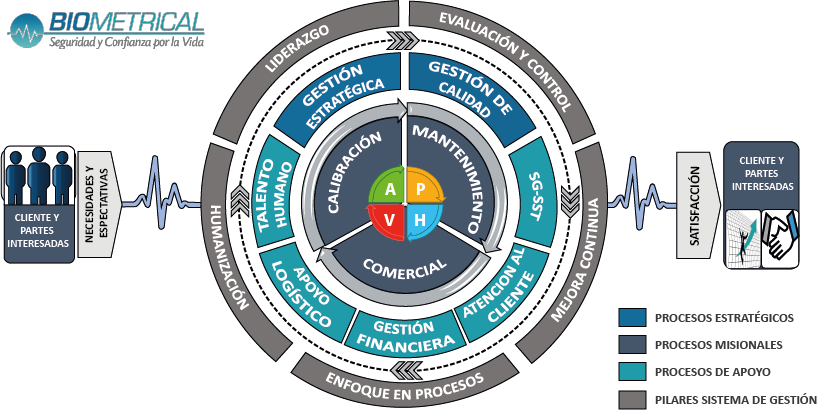 BIOMETRICAL
Seguridad y Confianza por la Vida
LIDERAZGO
EVALUACIÓN Y CONTROL
GESTIÓN
ESTRATÉGICA
GESTIÓN DE
CALIDAD
CALIBRACIÓN
MANTENIMIENTO
COMERCIAL
A
P
V
H
TALENTO
HUMANO
SG-SST
APOYO
LOGÍSTICO
GESTIÓN
FINANCIERA
ATENCION AL
CLIENTE
HUMANIZACIÓN
MEJORA CONTINUA
ENFOQUE EN PROCESOS
CLIENTE Y
PARTES
INTERESADAS
NECESIDADES Y
ESPECTATIVAS
SATISFACCIÓN
CLIENTE Y
PARTES
INTERESADAS
PROCESOS ESTRATÉGICOS
PROCESOS MISIONALES
PROCESOS DE APOYO
PILARES SISTEMA DE GESTIÓN